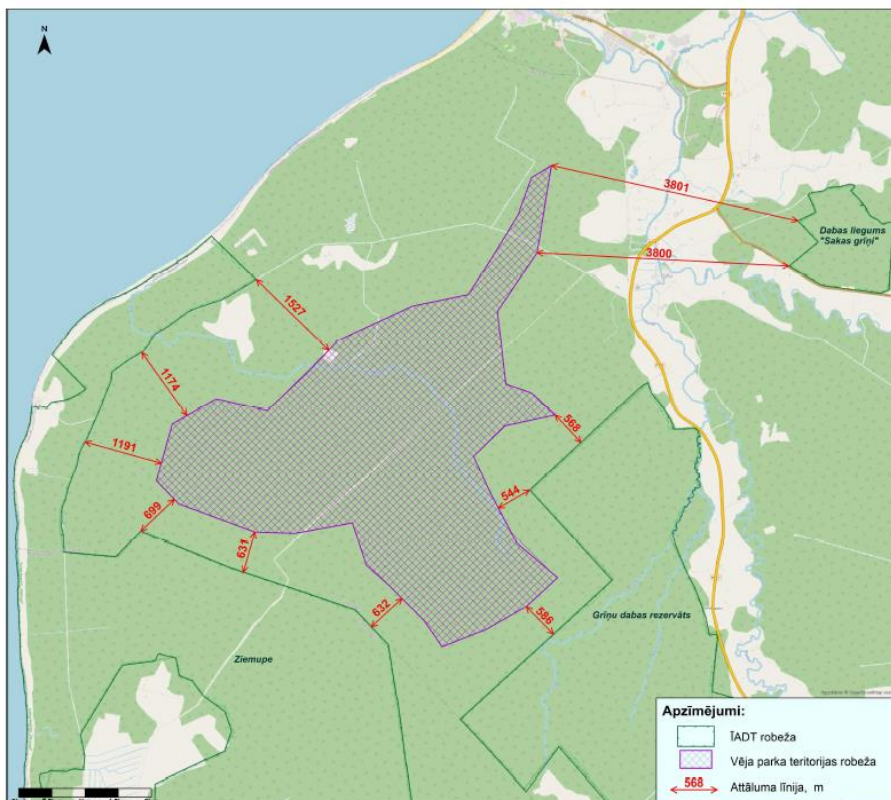 N
3801
Dabas liegums
"Sakas grīņi"
3800
1527
1174
568
1191
544
699
631
632
586
Grīņu dabas rezervāts
Ziemupe
Apzīmējumi:
ĪADT robeža
Vēja parka teritorijas robeža
568
Attāluma līnija, m